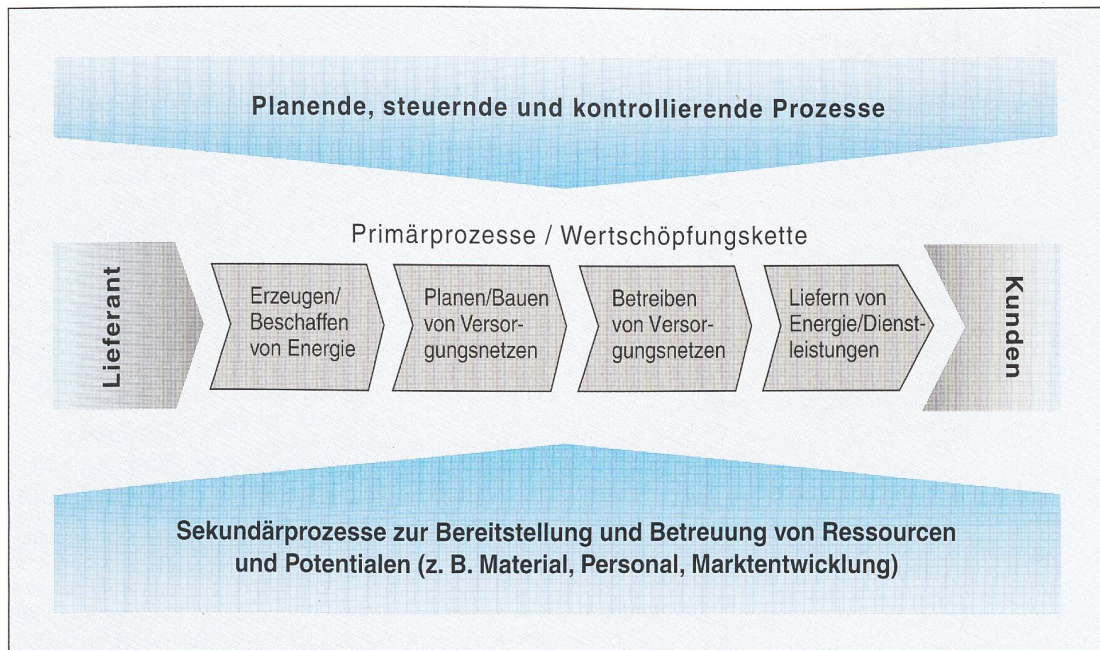 Planende, steuernde und kontrollierende Prozesse
Primärprozesse / Wertschöpfungskette
Lieferant
Erzeugen/
Beschaffen
von Energie
Planen/Bauen
von Versor-
gungsnetzen
Betreiben
von Versor-
gungsnetzen
Liefern von
Energie/Dienst-
leistungen
Kunden
Sekundärprozesse zur Bereitstellung und Betreuung von Ressourcen
und Potentialen (z. B. Material, Personal, Marktentwicklung)